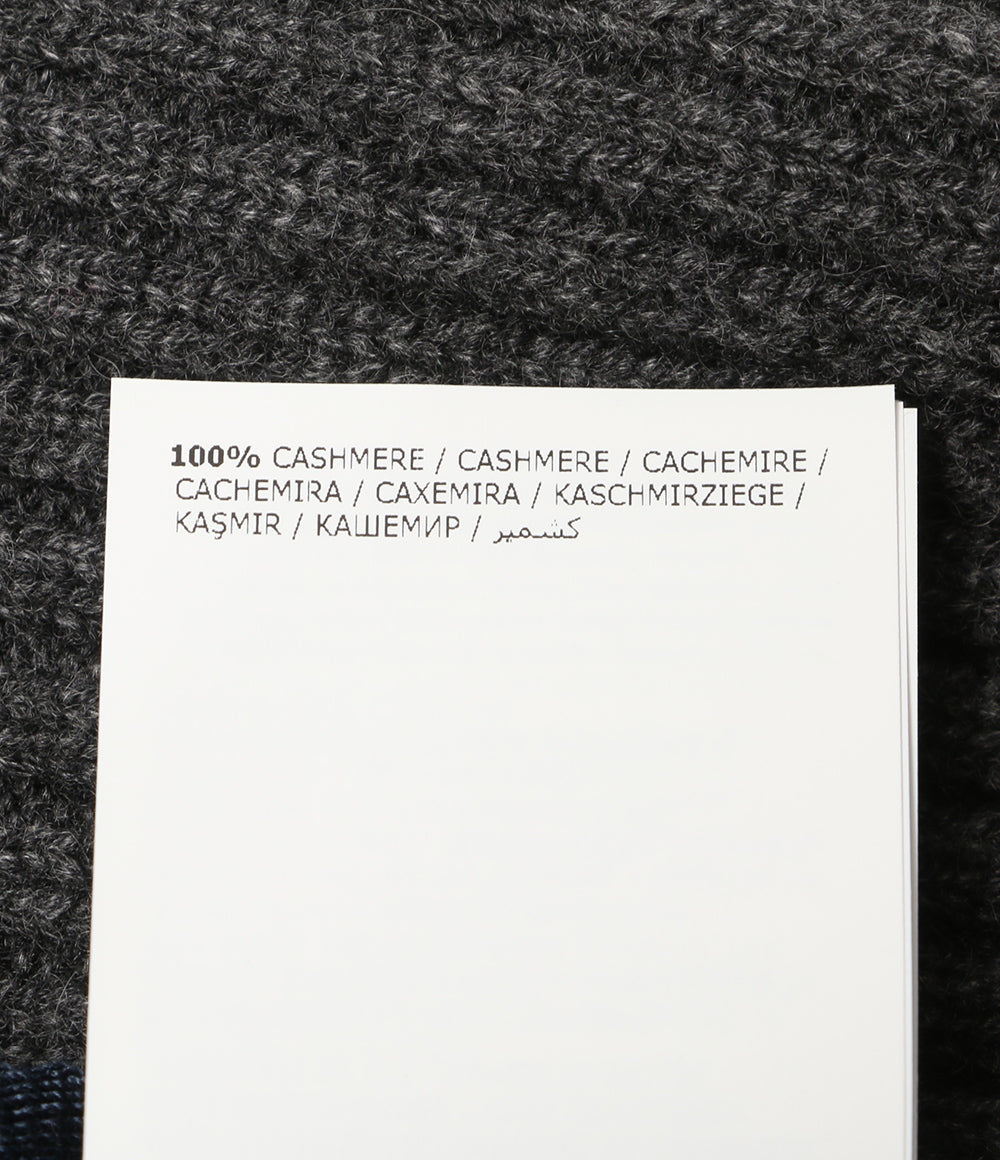 100% CASHMERE / CASHMERE / CACHEMIRE /
CACHEMIRA / CAXEMIRA / KASCHMIRZIEGE /
KAŞMIR / КАШЕМИР / كشمير